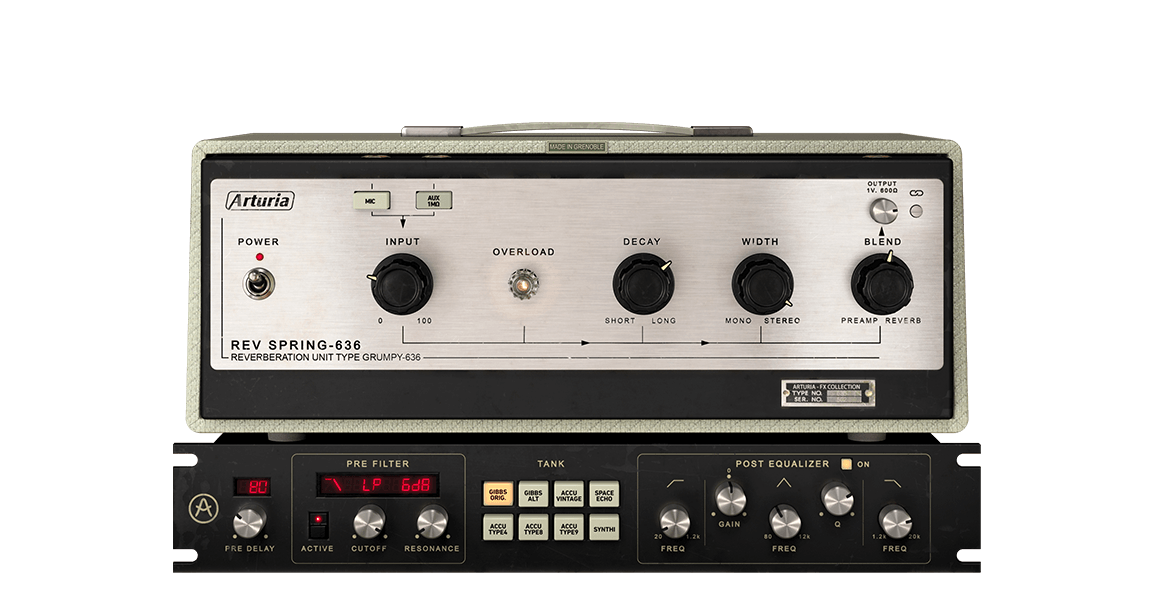 MADE IN GRENOBLE
Arturia
MIC
AUX
1MΩ
OUTPUT
1V. 600Ω
POWER
INPUT
OVERLOAD
DECAY
WIDTH
BLEND
0 100
SHORT LONG
MONO STEREO
PREAMP REVERB
REV SPRING-636
REVERBERATION UNIT TYPE GRUMPY-636
ARTURIA - FX COLLECTION
TYPE NO.
SER. NO.
80
PRE DELAY
PRE FILTER
LP 6dB
ACTIVE
CUTOFF
RESONANCE
TANK
GIBBS
ORIG.
GIBBS
ALT
ACCU
VINTAGE
SPACE
ECHO
ACCU
TYPE4
ACCU
TYPE8
ACCU
TYPE9
SYNTHI
POST EQUALIZER ON
0
GAIN
Q
20 1.2k
FREQ
80 12k
FREQ
1.2k 20k
FREQ